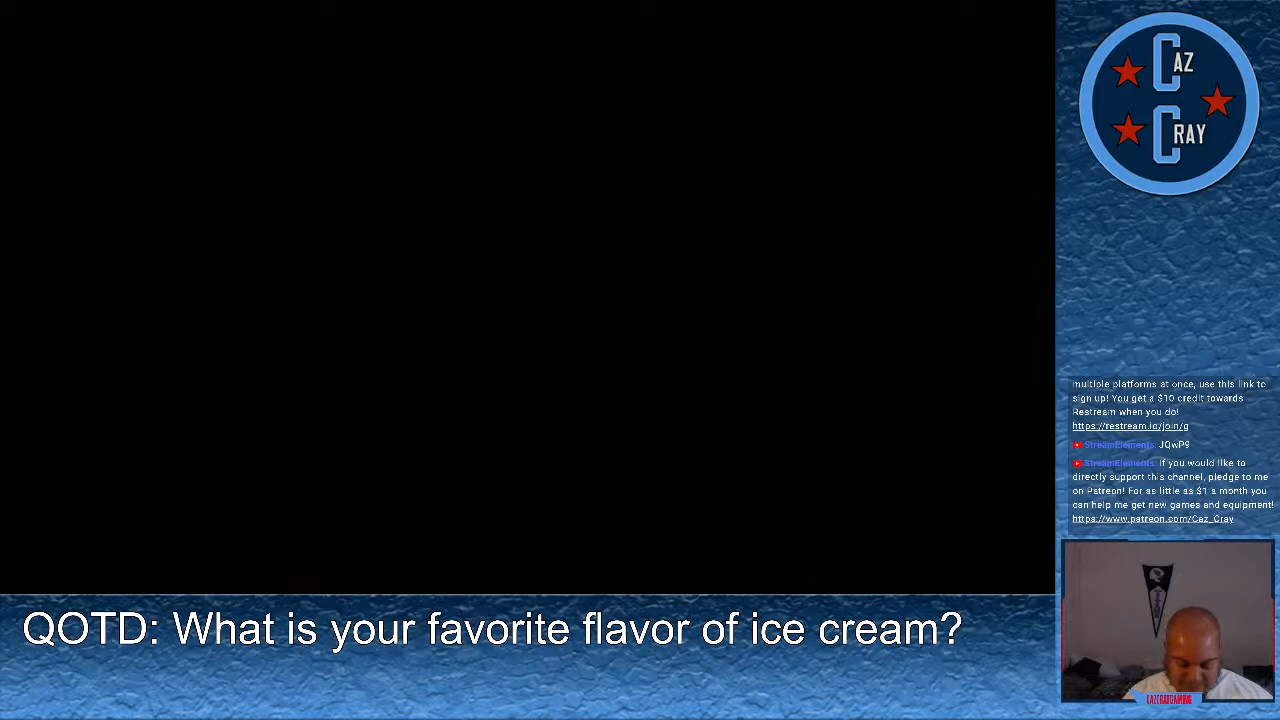 CAZ
CRAY
multiple platforms at once, use this link to
sign up! You get a $10 credit towards
Restresm when you do!
https://restream.io/join/g
StreamElements: JQwP9
StreamElements: If you would like to
directly support this channel, pledge to me
on Patreon! For as little as $1 a month you
can help me get new games and equipment!
https://www.patreon.com/Caz_Cray
CAZCRAYGAMING
QOTD: What is your favorite flavor of ice cream?